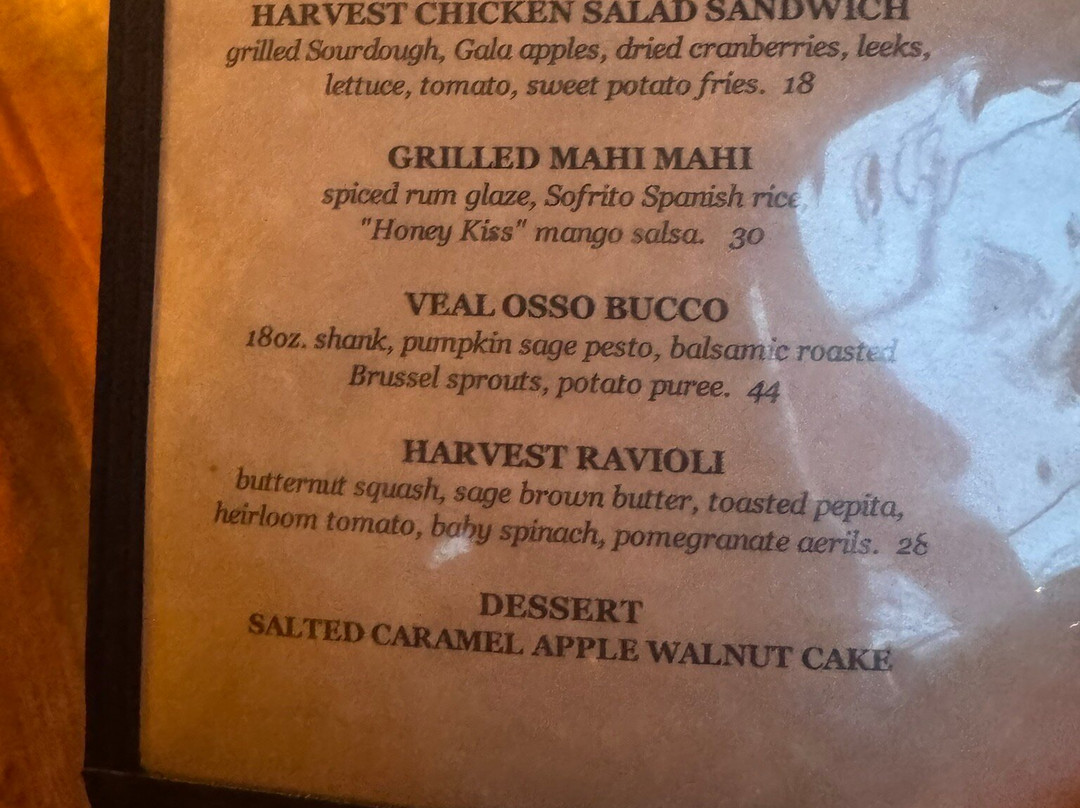 HARVEST CHICKEN SALAD SANDWICH
grilled Sourdough, Gala apples, dried cranberries, leeks,
lettuce, tomato, sweet potato fries. 18
GRILLED MAHI MAHI
spiced rum glaze, Sofrito Spanish rice,
"Honey Kiss" mango salsa. 30
VEAL OSSO BUCCO
18oz. shank, pumpkin sage pesto, balsamic roasted
Brussel sprouts, potato puree. 44
HARVEST RAVIOLI
butternut squash, sage brown butter, toasted pepita,
heirloom tomato, baby spinach, pomegranate aerils. 28
DESSERT
SALTED CARAMEL APPLE WALNUT CAKE